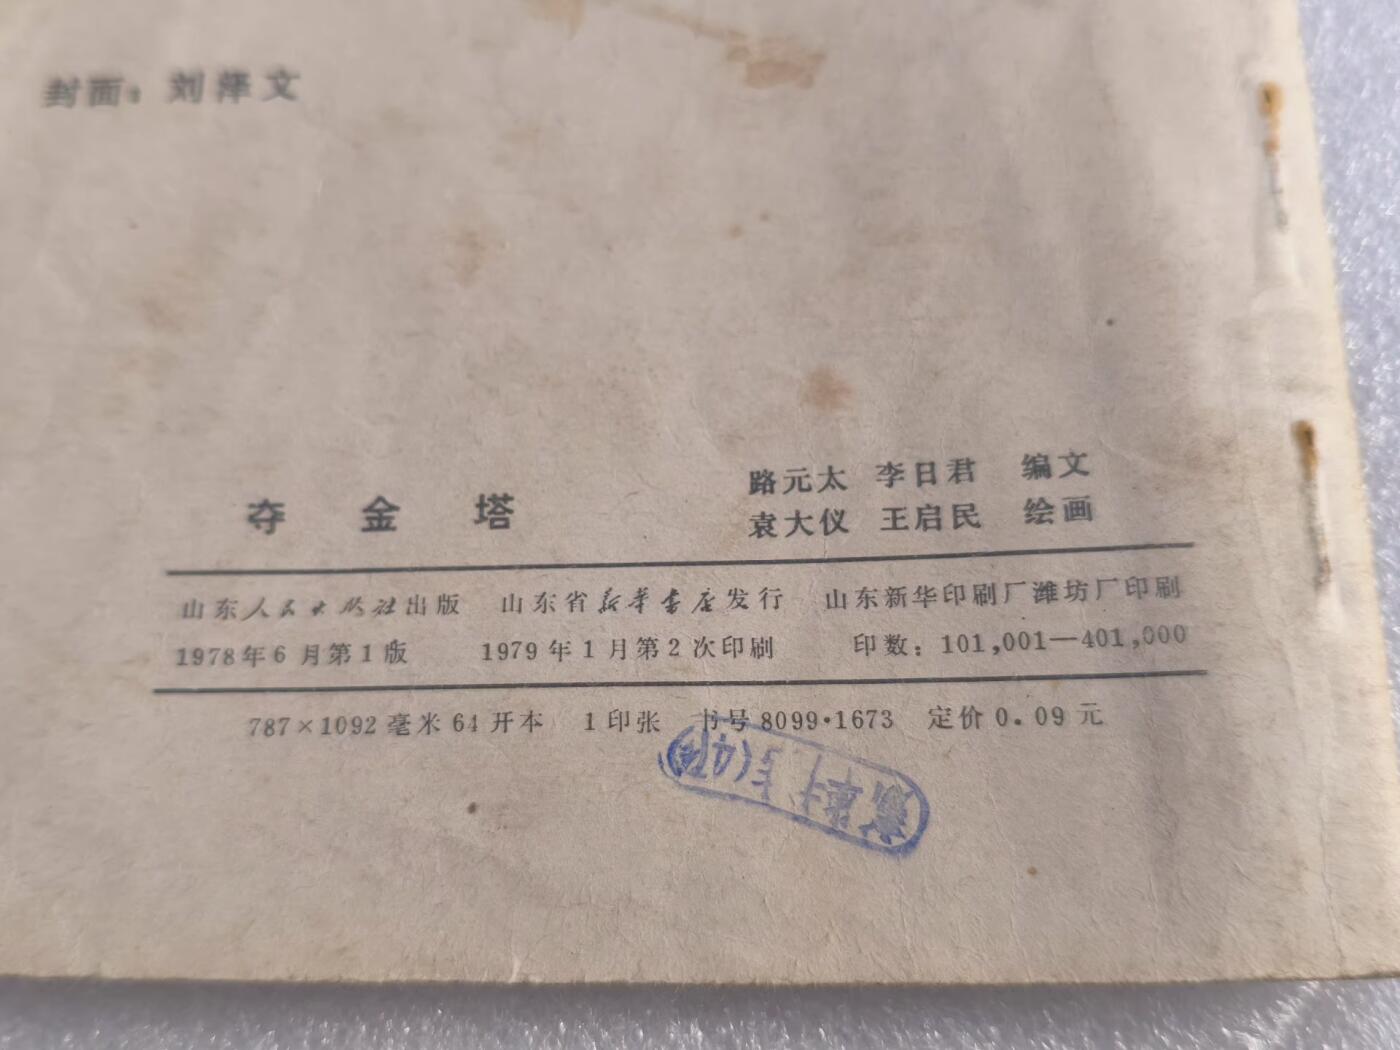 封面：刘泽文
夺金塔
路元太 李日君 编文
袁大仪 王启民 绘画
山东人民出版社出版 山东省新华书店发行 山东新华印刷厂潍坊厂印刷
1978年6月第1版 1979年1月第2次印刷 印数：101,001—401,000
787×1092毫米64开本 1印张 书号8099·1673 定价0.09元